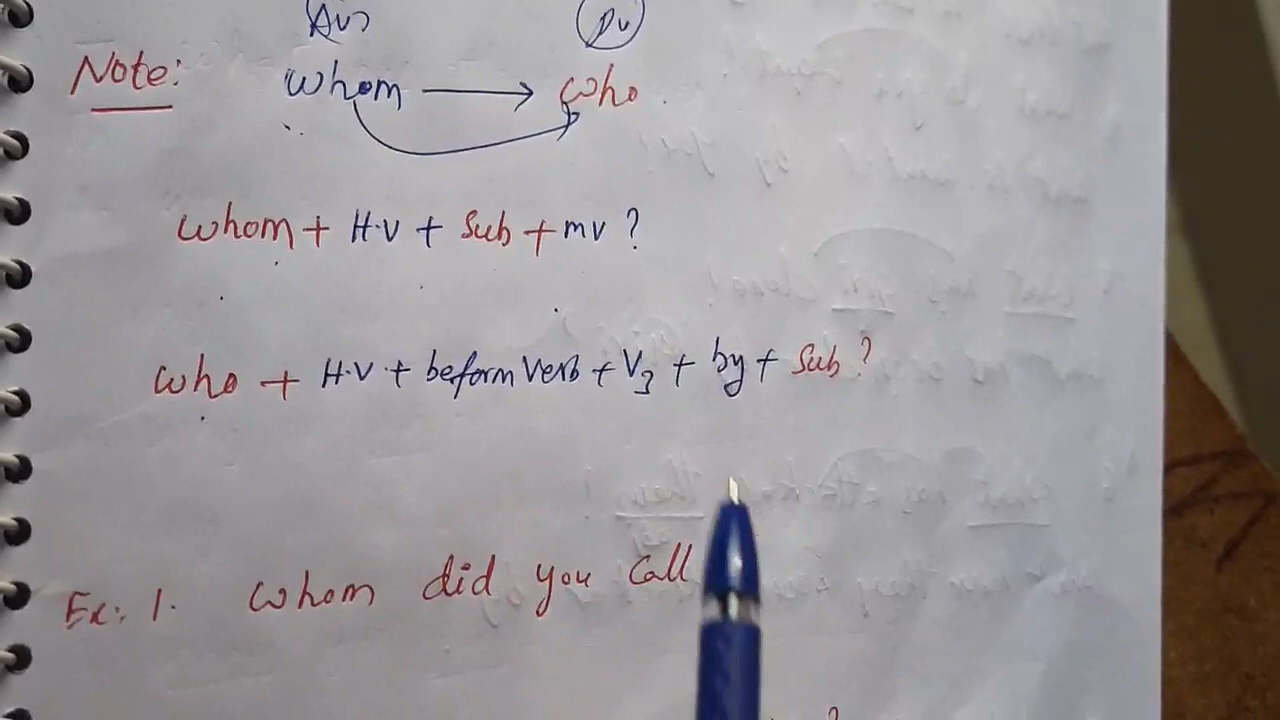 AV PV
Note: Whom → Who
Whom + H.V + Sub + mv ?
Who + H.V + beform Verb + V3 + by + Sub ?
Ex: 1. Whom did you Call
?